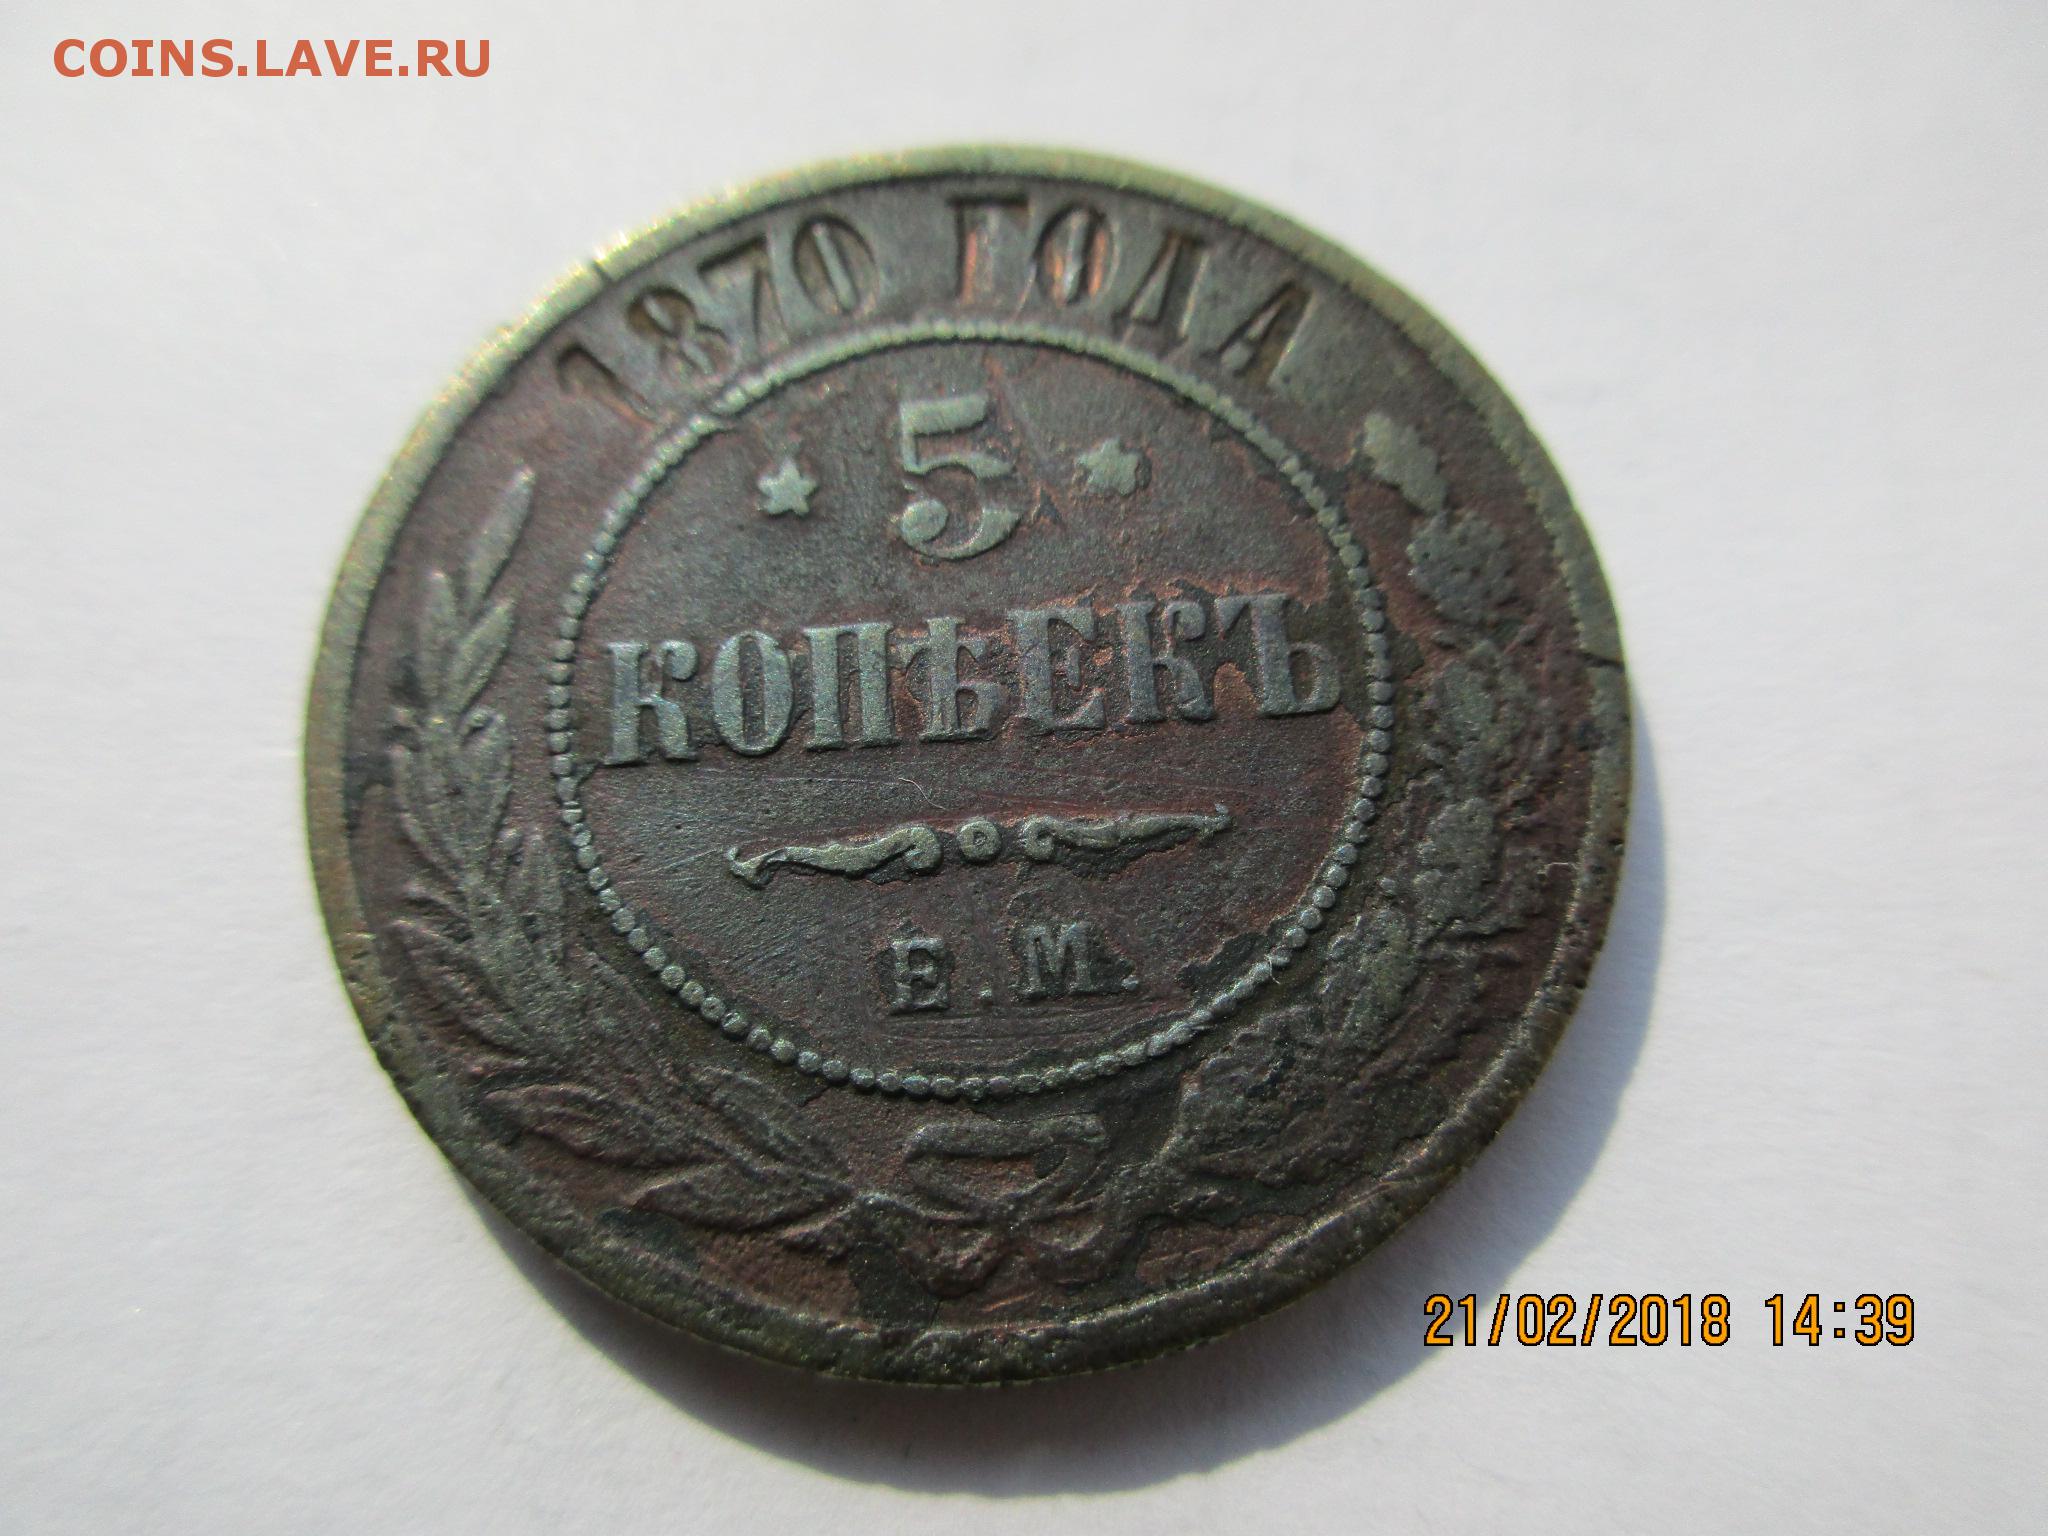 COINS.LAVE.RU
1870 ГОДА
* 5 *
КОПѢЕКЪ
Е.М.
21/02/2018 14:39